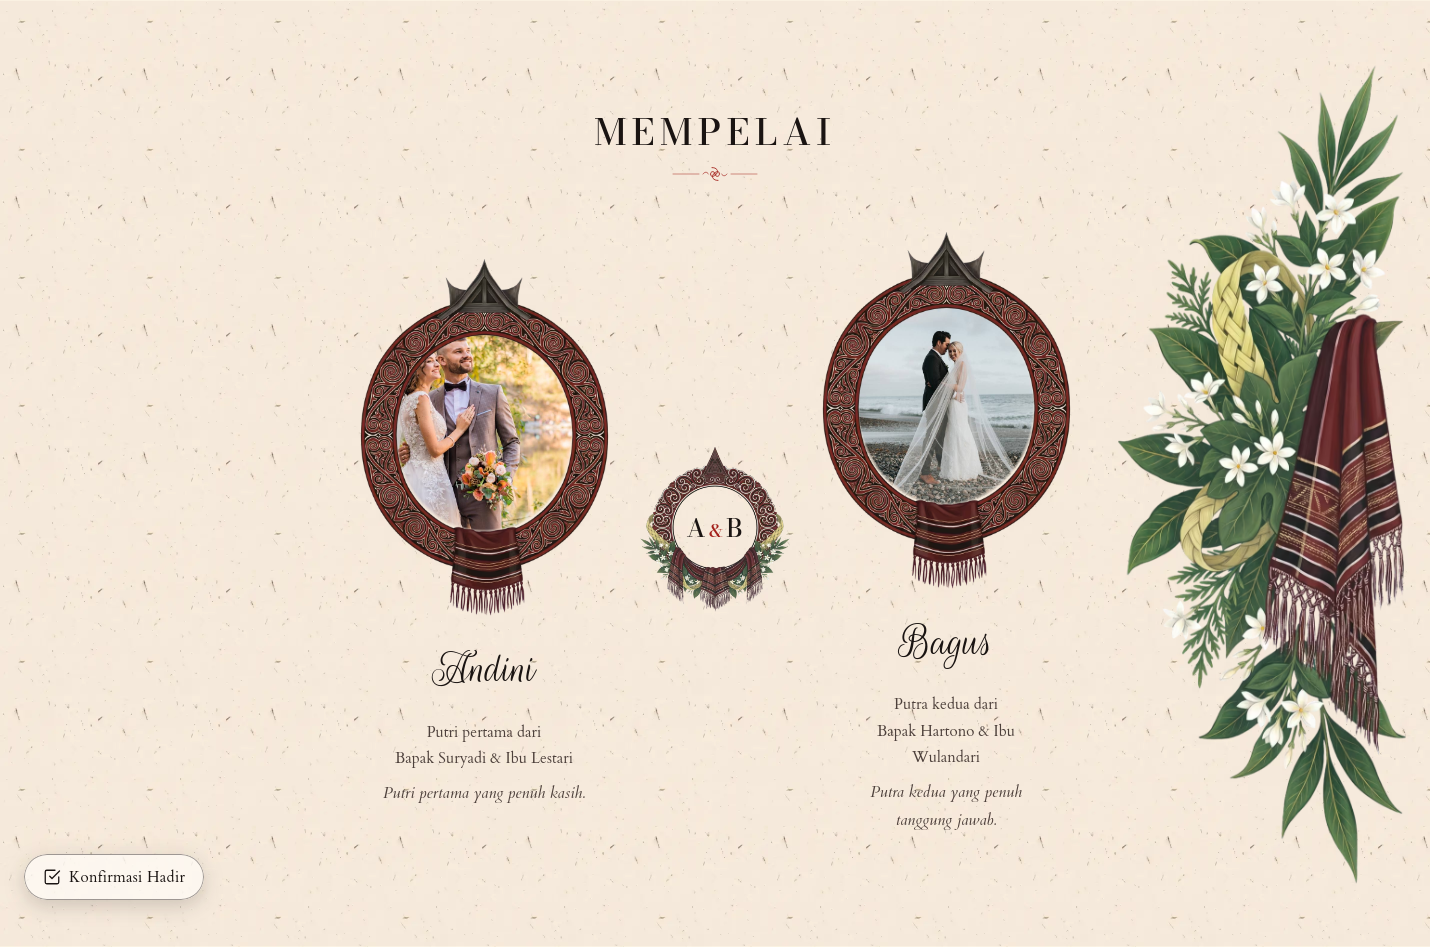 MEMPELAI
A & B
Andini
Putri pertama dari
Bapak Suryadi & Ibu Lestari
Putri pertama yang penuh kasih.
Bagus
Putra kedua dari
Bapak Hartono & Ibu
Wulandari
Putra kedua yang penuh
tanggung jawab.
Konfirmasi Hadir